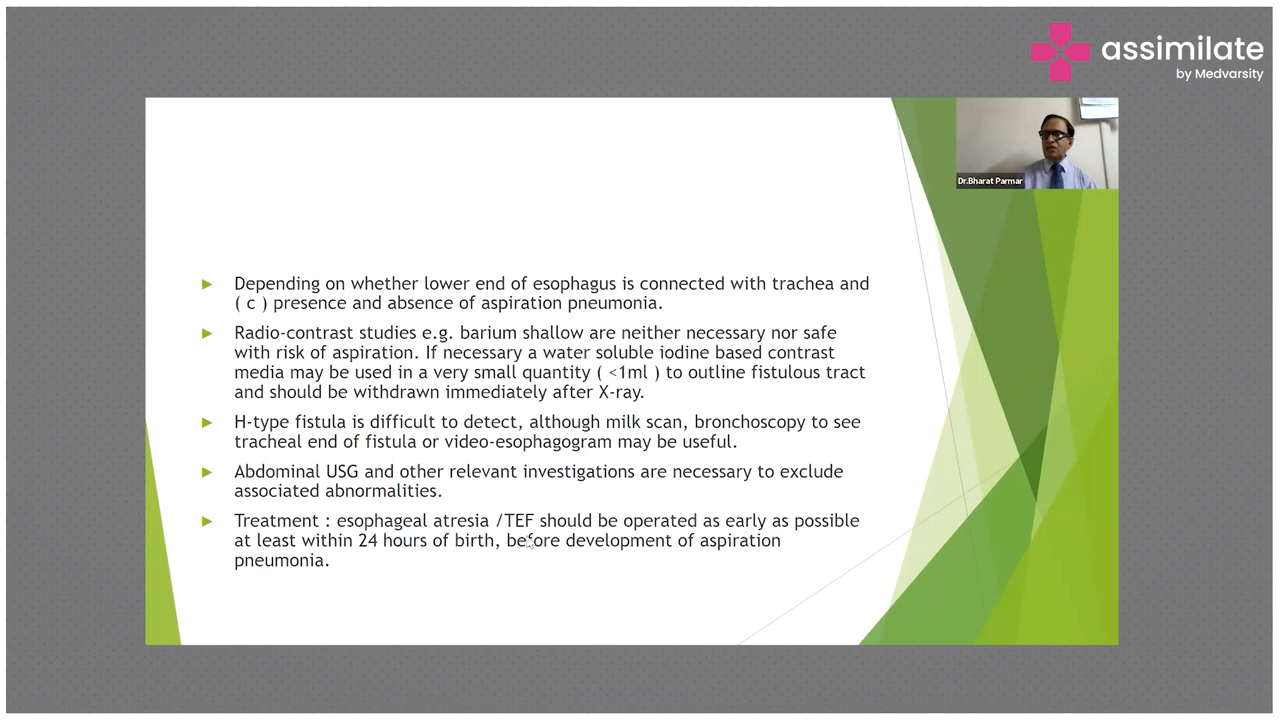 assimilate
by Medvarsity
Dr.Bharat Parmar
Depending on whether lower end of esophagus is connected with trachea and
( c ) presence and absence of aspiration pneumonia.
Radio-contrast studies e.g. barium shallow are neither necessary nor safe
with risk of aspiration. If necessary a water soluble iodine based contrast
media may be used in a very small quantity ( <1ml ) to outline fistulous tract
and should be withdrawn immediately after X-ray.
H-type fistula is difficult to detect, although milk scan, bronchoscopy to see
tracheal end of fistula or video-esophagogram may be useful.
Abdominal USG and other relevant investigations are necessary to exclude
associated abnormalities.
Treatment : esophageal atresia /TEF should be operated as early as possible
at least within 24 hours of birth, before development of aspiration
pneumonia.